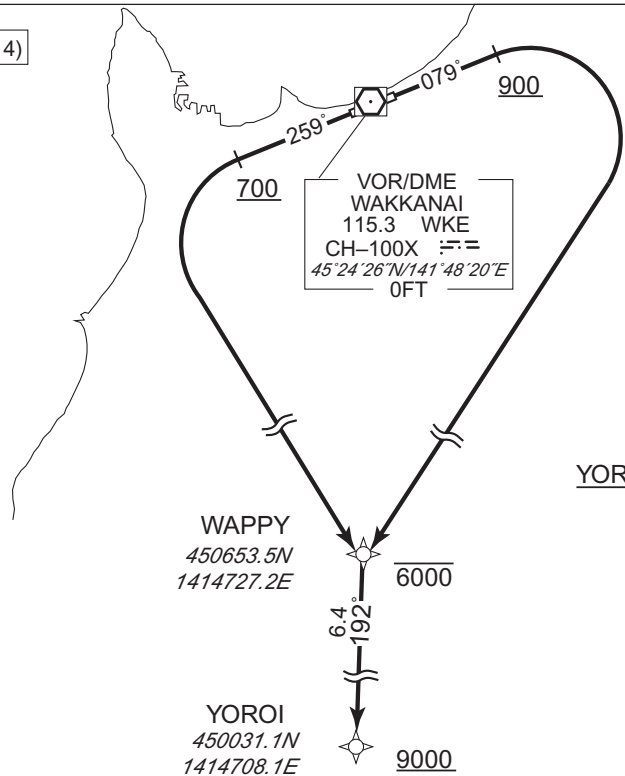 4)
079°
900
259°
700
VOR/DME
WAKKANAI
115.3 WKE
CH–100X
45°24′26″N/141°48′20″E
0FT
YOR
WAPPY
450653.5N
1414727.2E
6000
6.4
192°
YOROI
450031.1N
1414708.1E
9000